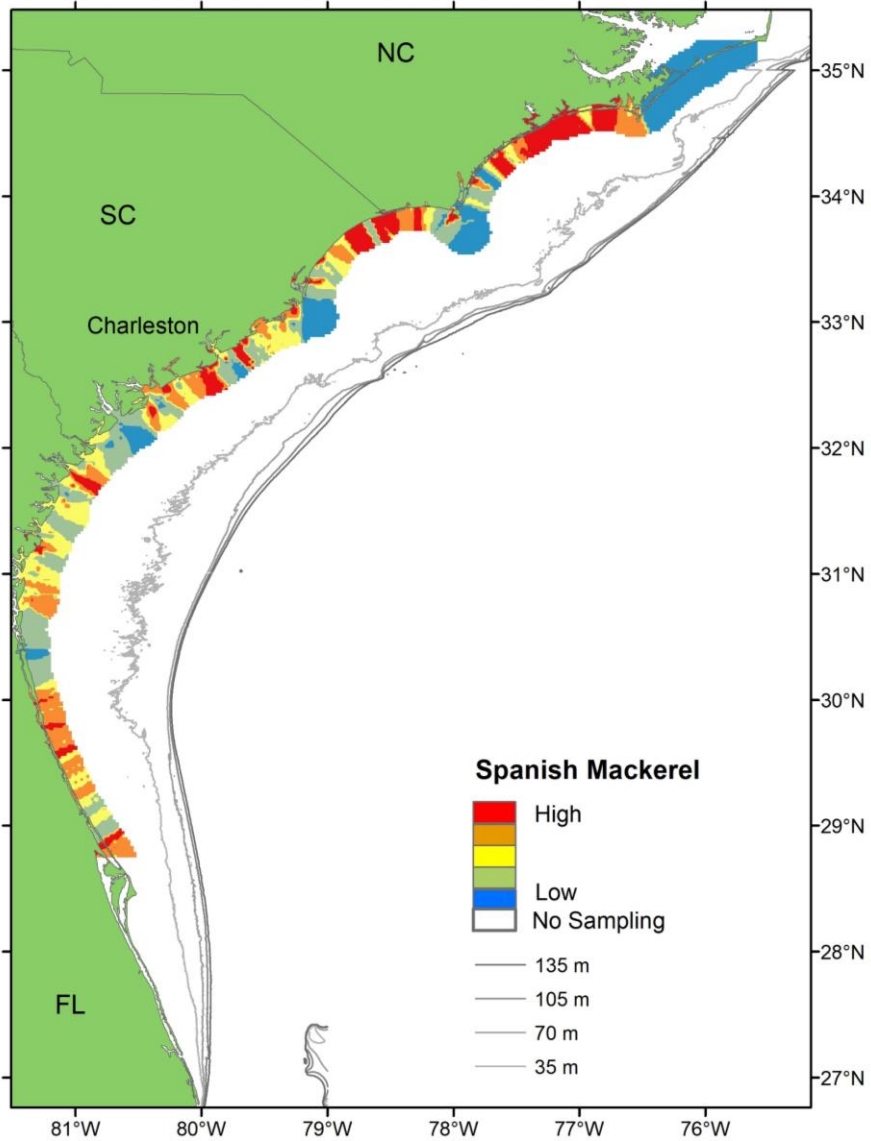 NC
35°N
34°N
SC
33°N
Charleston
32°N
31°N
30°N
Spanish Mackerel
High
29°N
Low
No Sampling
28°N
135 m
FL
105 m
70 m
35 m
27°N
81°W 80°W 79°W 78°W 77°W 76°W